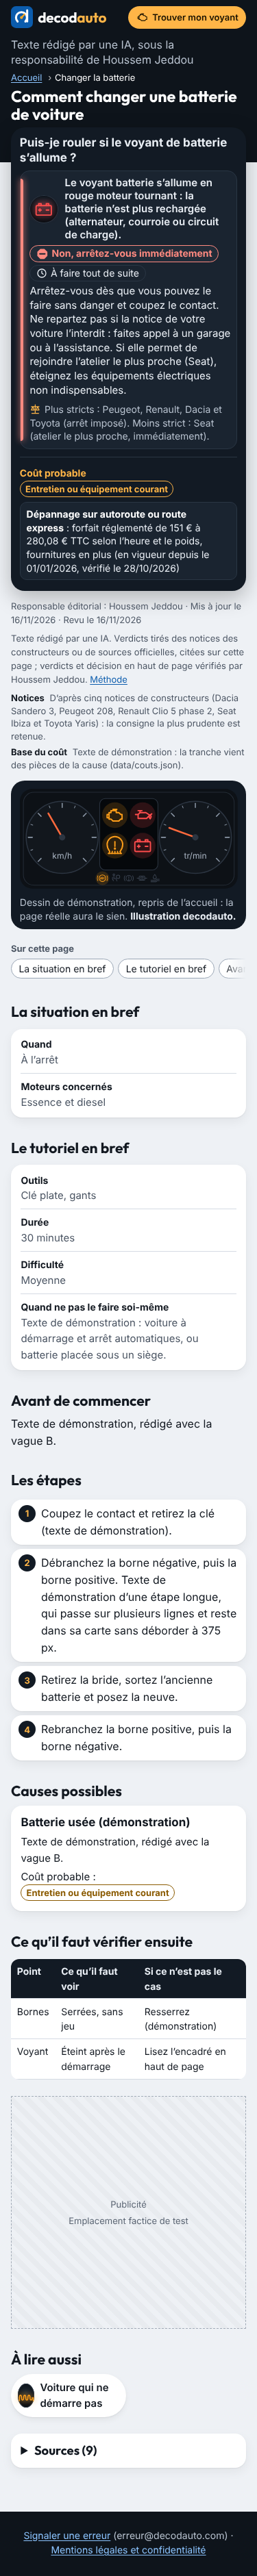 decodauto
Trouver mon voyant
Texte rédigé par une IA, sous la
responsabilité de Houssem Jeddou
Accueil › Changer la batterie
Comment changer une batterie
de voiture
Puis-je rouler si le voyant de batterie
s’allume ?
Le voyant batterie s’allume en
rouge moteur tournant : la
batterie n’est plus rechargée
(alternateur, courroie ou circuit
de charge).
Non, arrêtez-vous immédiatement
À faire tout de suite
Arrêtez-vous dès que vous pouvez le
faire sans danger et coupez le contact.
Ne repartez pas si la notice de votre
voiture l’interdit : faites appel à un garage
ou à l’assistance. Si elle permet de
rejoindre l’atelier le plus proche (Seat),
éteignez les équipements électriques
non indispensables.
Plus stricts : Peugeot, Renault, Dacia et
Toyota (arrêt imposé). Moins strict : Seat
(atelier le plus proche, immédiatement).
Coût probable
Entretien ou équipement courant
Dépannage sur autoroute ou route
express : forfait réglementé de 151 € à
280,08 € TTC selon l’heure et le poids,
fournitures en plus (en vigueur depuis le
01/01/2026, vérifié le 28/10/2026)
Responsable éditorial : Houssem Jeddou · Mis à jour le
16/11/2026 · Revu le 16/11/2026
Texte rédigé par une IA. Verdicts tirés des notices des
constructeurs ou de sources officielles, citées sur cette
page ; verdicts et décision en haut de page vérifiés par
Houssem Jeddou. Méthode
Notices D’après cinq notices de constructeurs (Dacia
Sandero 3, Peugeot 208, Renault Clio 5 phase 2, Seat
Ibiza et Toyota Yaris) : la consigne la plus prudente est
retenue.
Base du coût Texte de démonstration : la tranche vient
des pièces de la cause (data/couts.json).
km/h
tr/min
Dessin de démonstration, repris de l’accueil : la
page réelle aura le sien. Illustration decodauto.
Sur cette page
La situation en bref
Le tutoriel en bref
Avan
La situation en bref
Quand
À l’arrêt
Moteurs concernés
Essence et diesel
Le tutoriel en bref
Outils
Clé plate, gants
Durée
30 minutes
Difficulté
Moyenne
Quand ne pas le faire soi-même
Texte de démonstration : voiture à
démarrage et arrêt automatiques, ou
batterie placée sous un siège.
Avant de commencer
Texte de démonstration, rédigé avec la
vague B.
Les étapes
1 Coupez le contact et retirez la clé
(texte de démonstration).
2 Débranchez la borne négative, puis la
borne positive. Texte de
démonstration d’une étape longue,
qui passe sur plusieurs lignes et reste
dans sa carte sans déborder à 375
px.
3 Retirez la bride, sortez l’ancienne
batterie et posez la neuve.
4 Rebranchez la borne positive, puis la
borne négative.
Causes possibles
Batterie usée (démonstration)
Texte de démonstration, rédigé avec la
vague B.
Coût probable :
Entretien ou équipement courant
Ce qu’il faut vérifier ensuite
Point Ce qu’il faut voir Si ce n’est pas le cas
Bornes Serrées, sans jeu Resserrez (démonstration)
Voyant Éteint après le démarrage Lisez l’encadré en haut de page
Publicité
Emplacement factice de test
À lire aussi
Voiture qui ne
démarre pas
Sources (9)
Signaler une erreur (erreur@decodauto.com) ·
Mentions légales et confidentialité